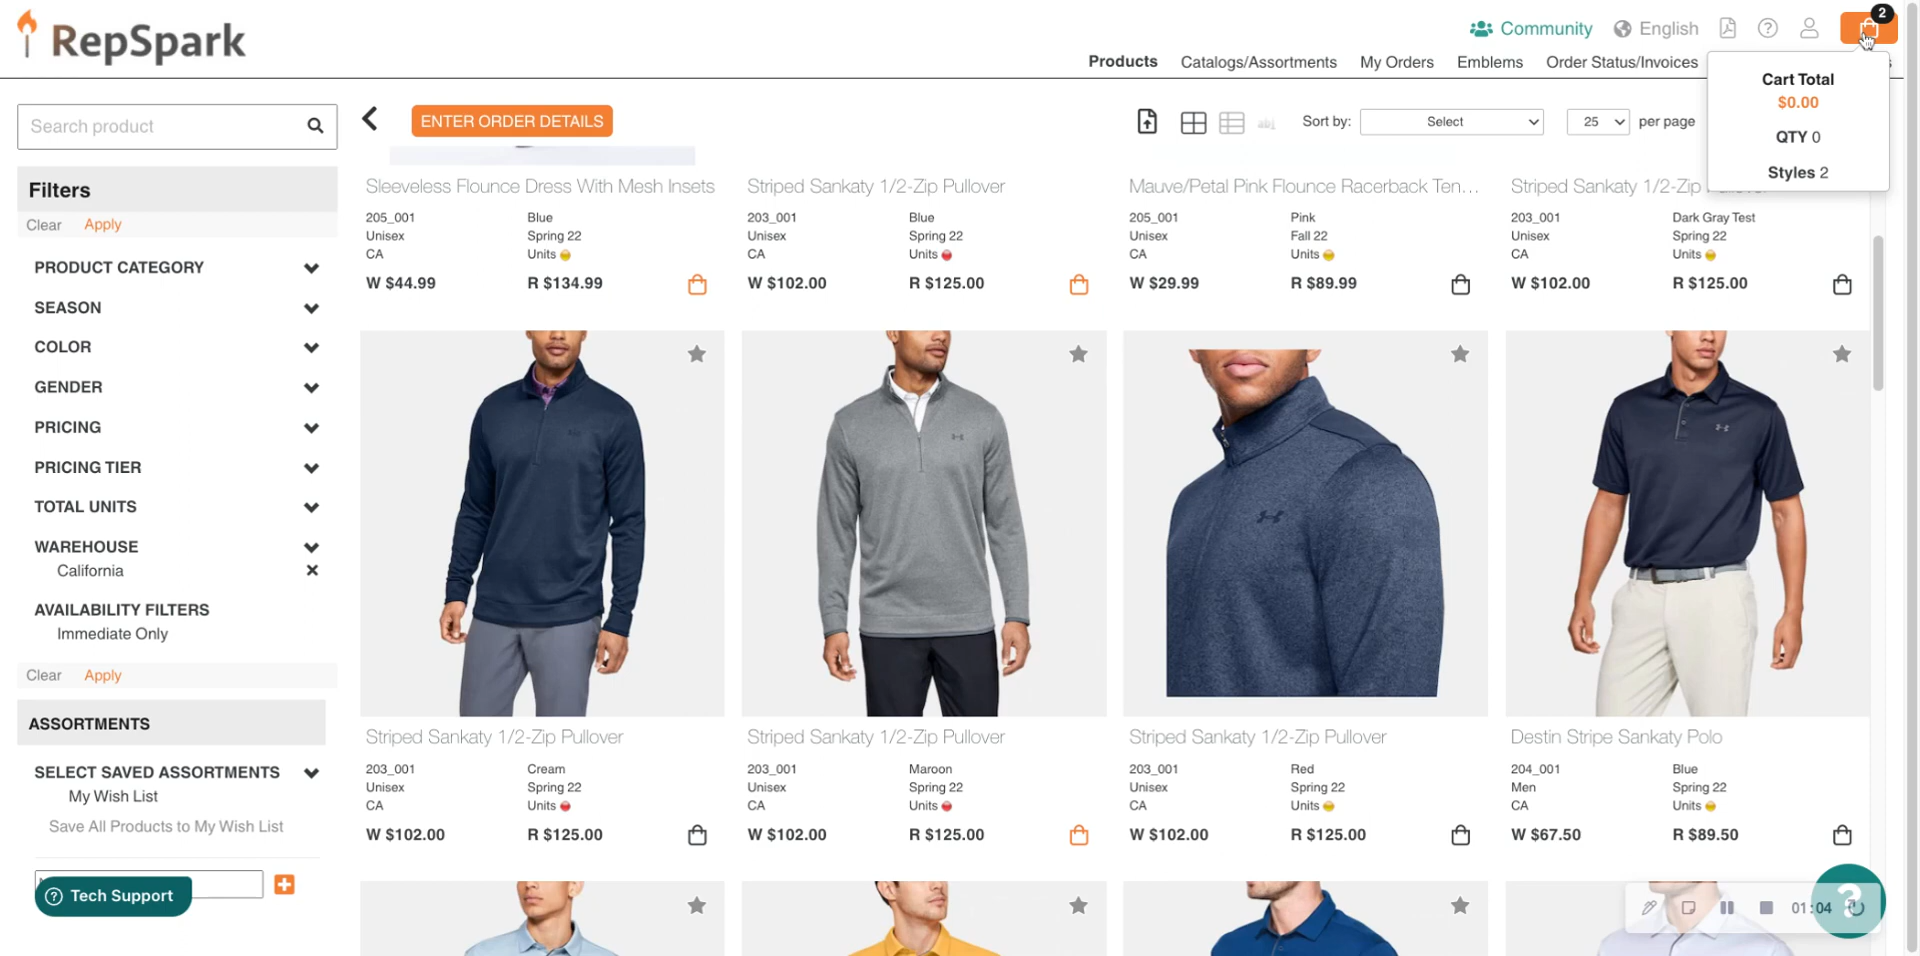 RepSpark
Community
English
2
Products
Catalogs/Assortments
My Orders
Emblems
Order Status/Invoices
Cart Total
$0.00
QTY 0
Styles 2
Search product
ENTER ORDER DETAILS
Sort by:
Select
25
per page
Filters
Clear Apply
PRODUCT CATEGORY
SEASON
COLOR
GENDER
PRICING
PRICING TIER
TOTAL UNITS
WAREHOUSE
California
AVAILABILITY FILTERS
Immediate Only
Clear Apply
ASSORTMENTS
SELECT SAVED ASSORTMENTS
My Wish List
Save All Products to My Wish List
Tech Support
Sleeveless Flounce Dress With Mesh Insets
205_001 Blue
Unisex Spring 22
CA Units
W $44.99 R $134.99
Striped Sankaty 1/2-Zip Pullover
203_001 Blue
Unisex Spring 22
CA Units
W $102.00 R $125.00
Mauve/Petal Pink Flounce Racerback Ten...
205_001 Pink
Unisex Fall 22
CA Units
W $29.99 R $89.99
Striped Sankaty 1/2-Zip
203_001 Dark Gray Test
Unisex Spring 22
CA Units
W $102.00 R $125.00
Striped Sankaty 1/2-Zip Pullover
203_001 Cream
Unisex Spring 22
CA Units
W $102.00 R $125.00
Striped Sankaty 1/2-Zip Pullover
203_001 Maroon
Unisex Spring 22
CA Units
W $102.00 R $125.00
Striped Sankaty 1/2-Zip Pullover
203_001 Red
Unisex Spring 22
CA Units
W $102.00 R $125.00
Destin Stripe Sankaty Polo
204_001 Blue
Men Spring 22
CA Units
W $67.50 R $89.50
01:04